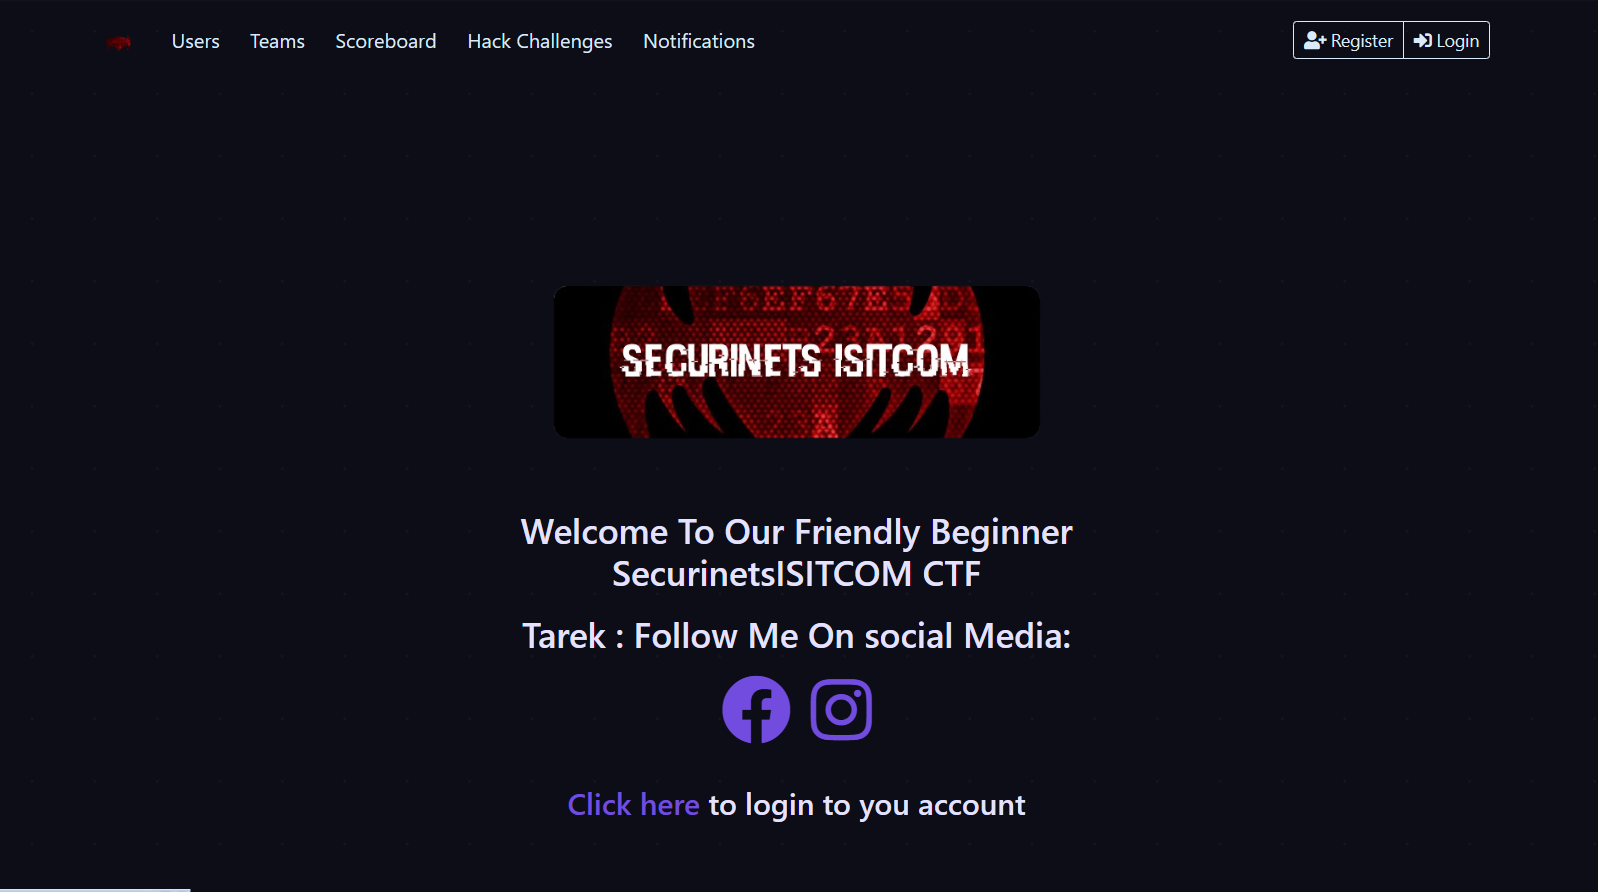 Users Teams Scoreboard Hack Challenges Notifications Register Login
SECURINETS ISITCOM
Welcome To Our Friendly Beginner
SecurinetsISITCOM CTF
Tarek : Follow Me On social Media:
Click here to login to you account